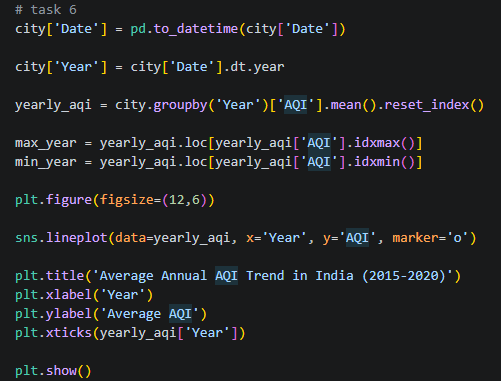 # task 6
city['Date'] = pd.to_datetime(city['Date'])
city['Year'] = city['Date'].dt.year
yearly_aqi = city.groupby('Year')['AQI'].mean().reset_index()
max_year = yearly_aqi.loc[yearly_aqi['AQI'].idxmax()]
min_year = yearly_aqi.loc[yearly_aqi['AQI'].idxmin()]
plt.figure(figsize=(12,6))
sns.lineplot(data=yearly_aqi, x='Year', y='AQI', marker='o')
plt.title('Average Annual AQI Trend in India (2015-2020)')
plt.xlabel('Year')
plt.ylabel('Average AQI')
plt.xticks(yearly_aqi['Year'])
plt.show()